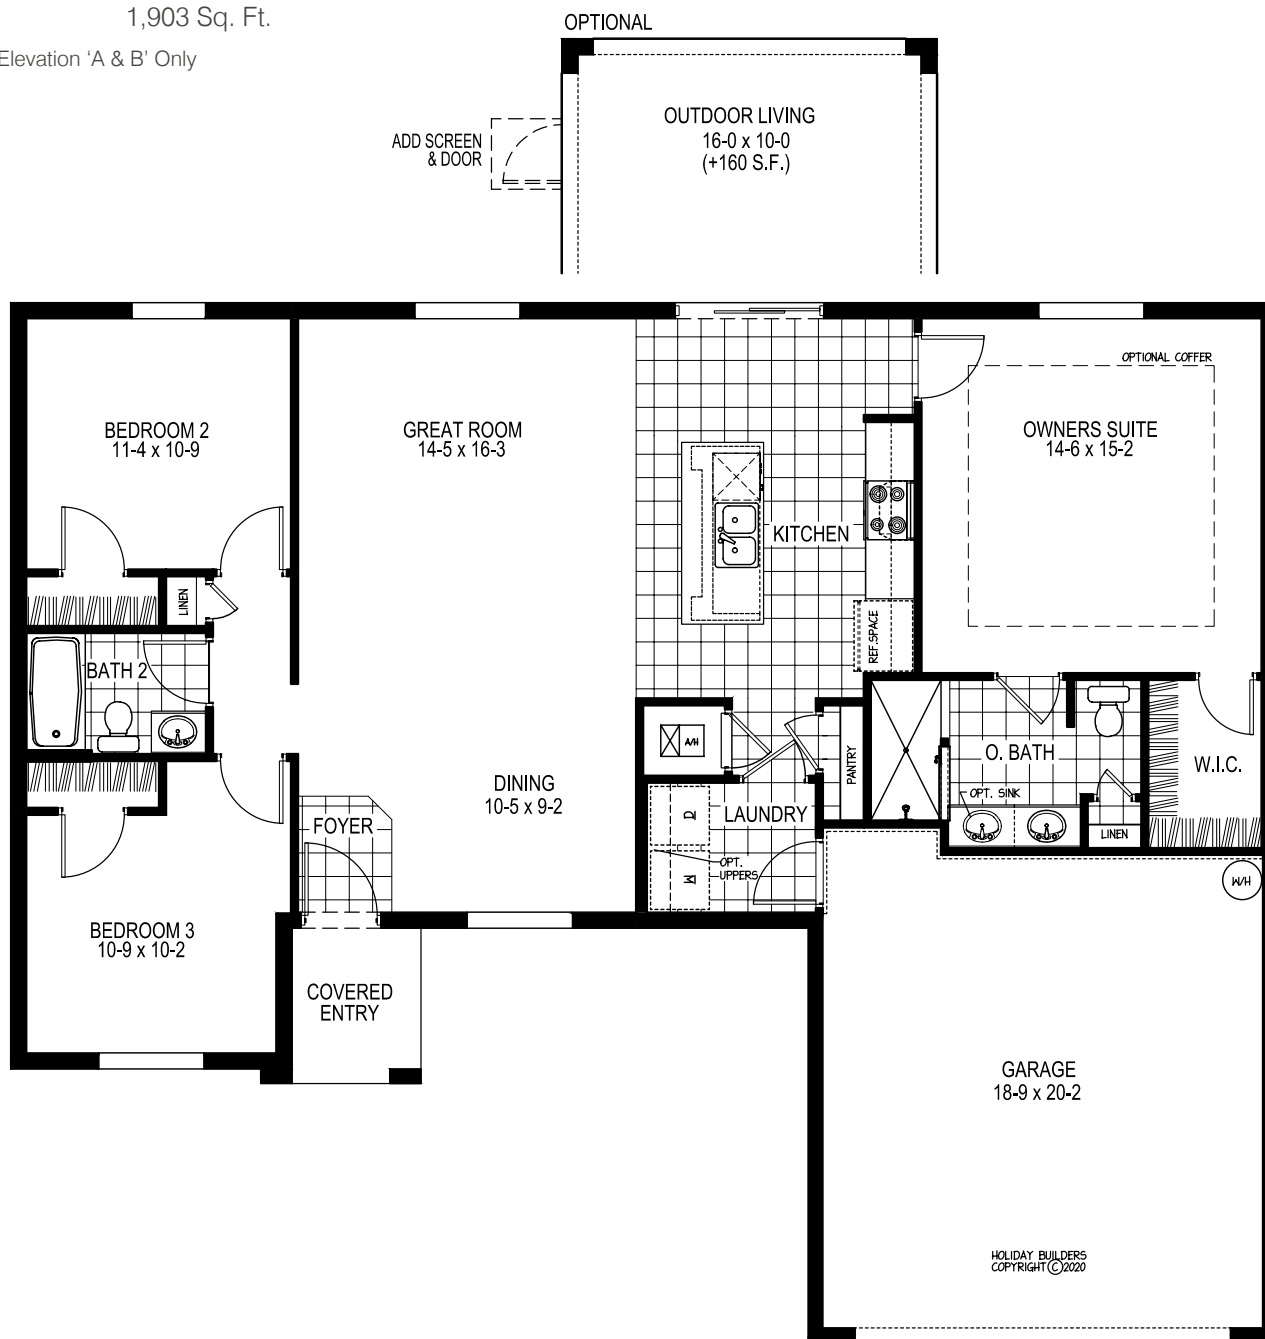 1,903 Sq. Ft.
Elevation ‘A & B’ Only
OPTIONAL
OUTDOOR LIVING
16-0 x 10-0
(+160 S.F.)
ADD SCREEN
& DOOR
BEDROOM 2
11-4 x 10-9
GREAT ROOM
14-5 x 16-3
OPTIONAL COFFER
OWNERS SUITE
14-6 x 15-2
KITCHEN
LINEN
REF.SPACE
BATH 2
A/H
PANTRY
O. BATH
W.I.C.
DINING
10-5 x 9-2
OPT. SINK
FOYER
LAUNDRY
D
LINEN
OPT.
UPPERS
W
W/H
BEDROOM 3
10-9 x 10-2
COVERED
ENTRY
GARAGE
18-9 x 20-2
HOLIDAY BUILDERS
COPYRIGHT © 2020